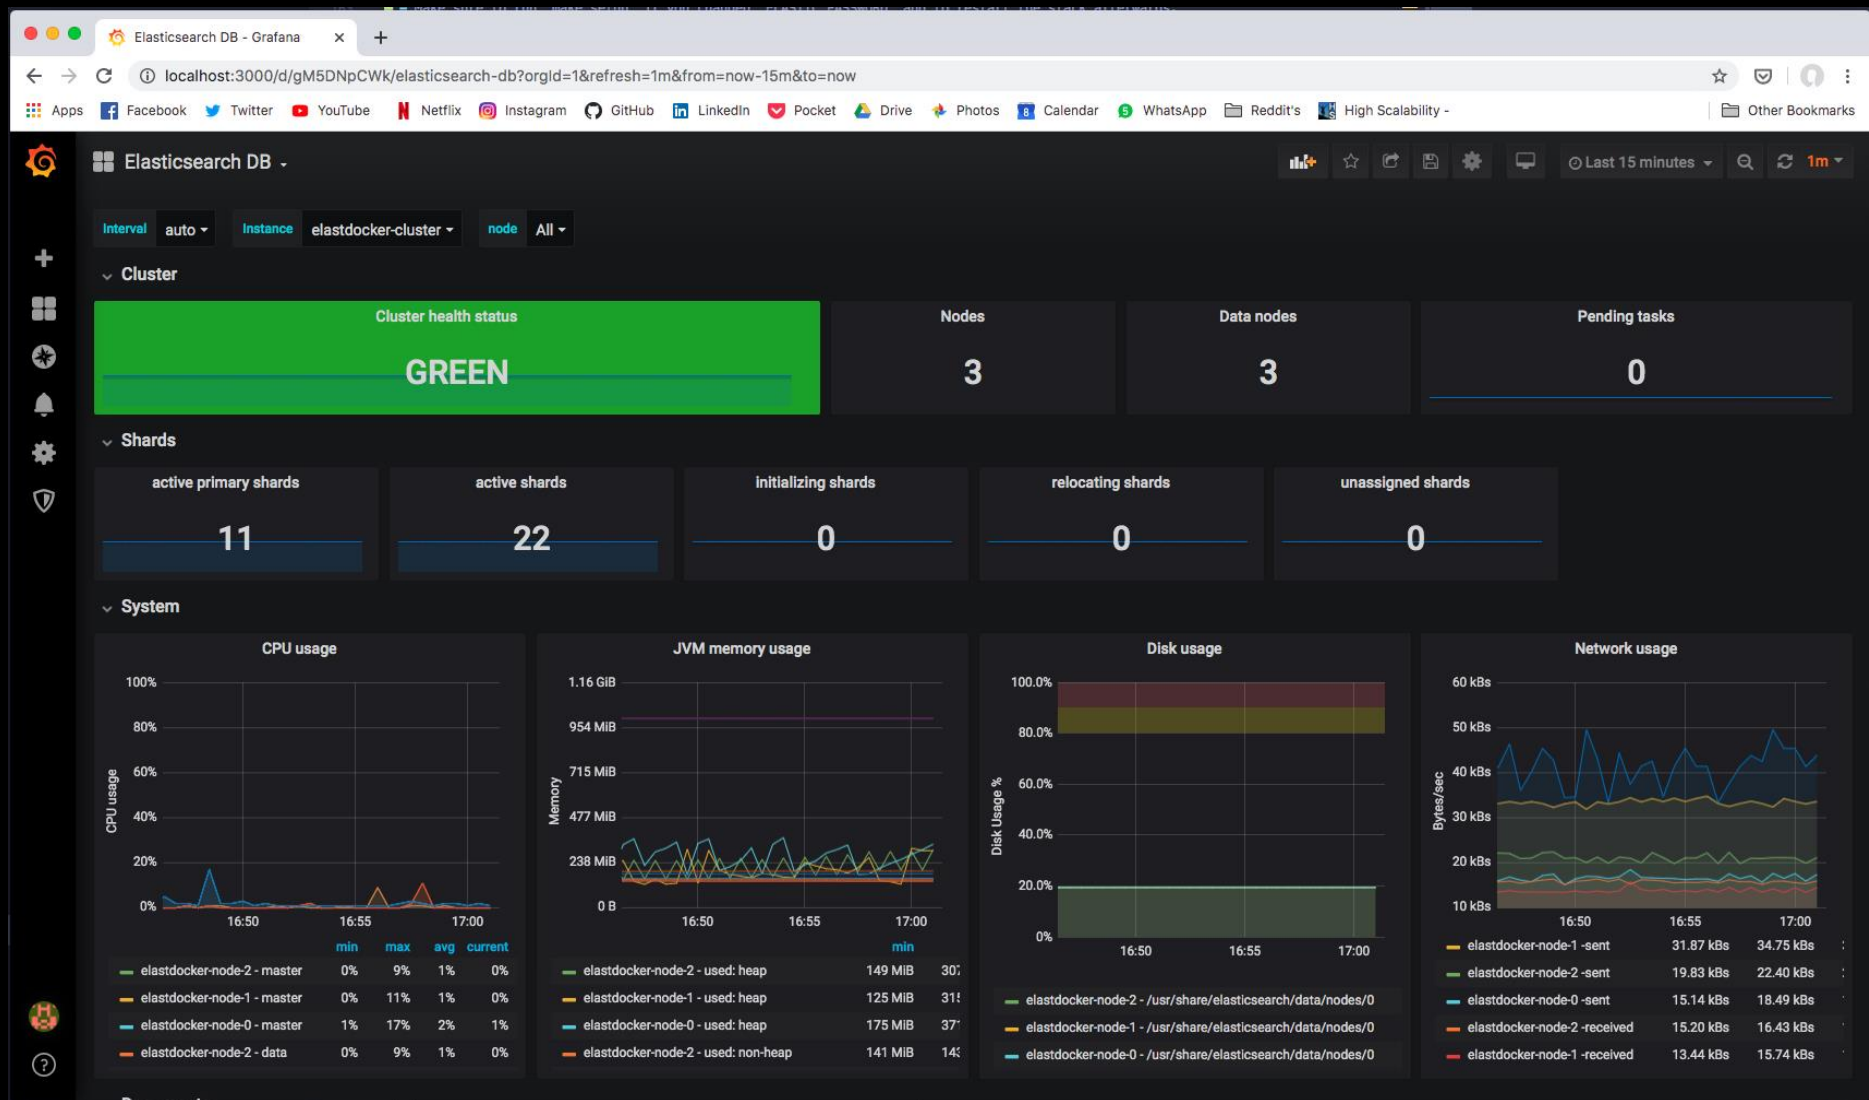 Elasticsearch DB - Grafana
localhost:3000/d/gM5DNpCWk/elasticsearch-db?orgId=1&refresh=1m&from=now-15m&to=now
Apps Facebook Twitter YouTube Netflix Instagram GitHub LinkedIn Pocket Drive Photos Calendar WhatsApp Reddit's High Scalability - Other Bookmarks
Elasticsearch DB Last 15 minutes 1m
Interval auto Instance elastdocker-cluster node All
Cluster
Cluster health status Nodes Data nodes Pending tasks
GREEN 3 3 0
Shards
active primary shards active shards initializing shards relocating shards unassigned shards
11 22 0 0 0
System
CPU usage
100%
80%
60%
40%
20%
0%
CPU usage
16:50 16:55 17:00
min max avg current
elastdocker-node-2 - master 0% 9% 1% 0%
elastdocker-node-1 - master 0% 11% 1% 0%
elastdocker-node-0 - master 1% 17% 2% 1%
elastdocker-node-2 - data 0% 9% 1% 0%
JVM memory usage
1.16 GiB
954 MiB
715 MiB
477 MiB
238 MiB
0 B
Memory
16:50 16:55 17:00
min
elastdocker-node-2 - used: heap 149 MiB 307
elastdocker-node-1 - used: heap 125 MiB 315
elastdocker-node-0 - used: heap 175 MiB 371
elastdocker-node-2 - used: non-heap 141 MiB 143
Disk usage
100.0%
80.0%
60.0%
40.0%
20.0%
0%
Disk Usage %
16:50 16:55 17:00
elastdocker-node-2 - /usr/share/elasticsearch/data/nodes/0
elastdocker-node-1 - /usr/share/elasticsearch/data/nodes/0
elastdocker-node-0 - /usr/share/elasticsearch/data/nodes/0
Network usage
60 kBs
50 kBs
40 kBs
30 kBs
20 kBs
10 kBs
Bytes/sec
16:50 16:55 17:00
elastdocker-node-1 -sent 31.87 kBs 34.75 kBs
elastdocker-node-2 -sent 19.83 kBs 22.40 kBs
elastdocker-node-0 -sent 15.14 kBs 18.49 kBs
elastdocker-node-2 -received 15.20 kBs 16.43 kBs
elastdocker-node-1 -received 13.44 kBs 15.74 kBs